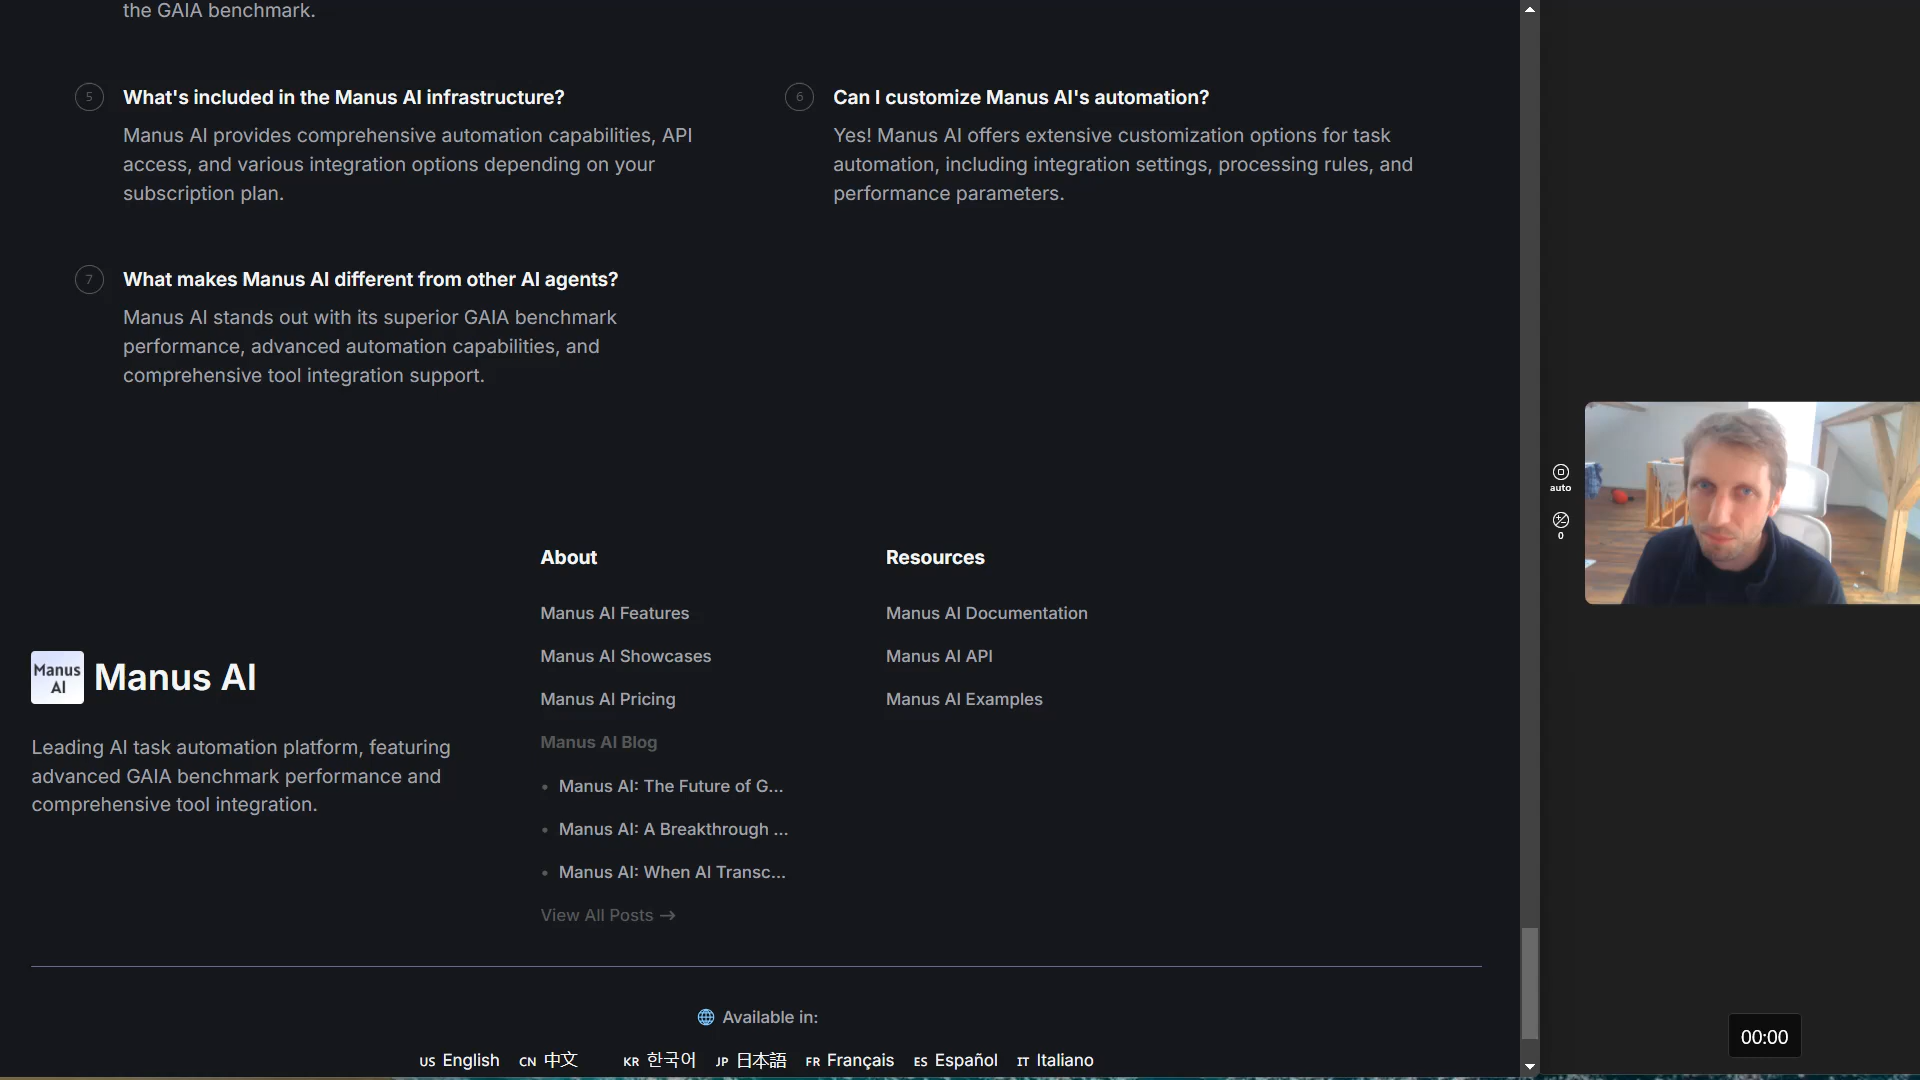 the GAIA benchmark.
5 What's included in the Manus AI infrastructure?
Manus AI provides comprehensive automation capabilities, API
access, and various integration options depending on your
subscription plan.
6 Can I customize Manus AI's automation?
Yes! Manus AI offers extensive customization options for task
automation, including integration settings, processing rules, and
performance parameters.
7 What makes Manus AI different from other AI agents?
Manus AI stands out with its superior GAIA benchmark
performance, advanced automation capabilities, and
comprehensive tool integration support.
Manus
AI
Manus AI
Leading AI task automation platform, featuring
advanced GAIA benchmark performance and
comprehensive tool integration.
About
Manus AI Features
Manus AI Showcases
Manus AI Pricing
Manus AI Blog
• Manus AI: The Future of G...
• Manus AI: A Breakthrough ...
• Manus AI: When AI Transc...
View All Posts →
Resources
Manus AI Documentation
Manus AI API
Manus AI Examples
Available in:
US English CN 中文 KR 한국어 JP 日本語 FR Français ES Español IT Italiano
auto
0
00:00